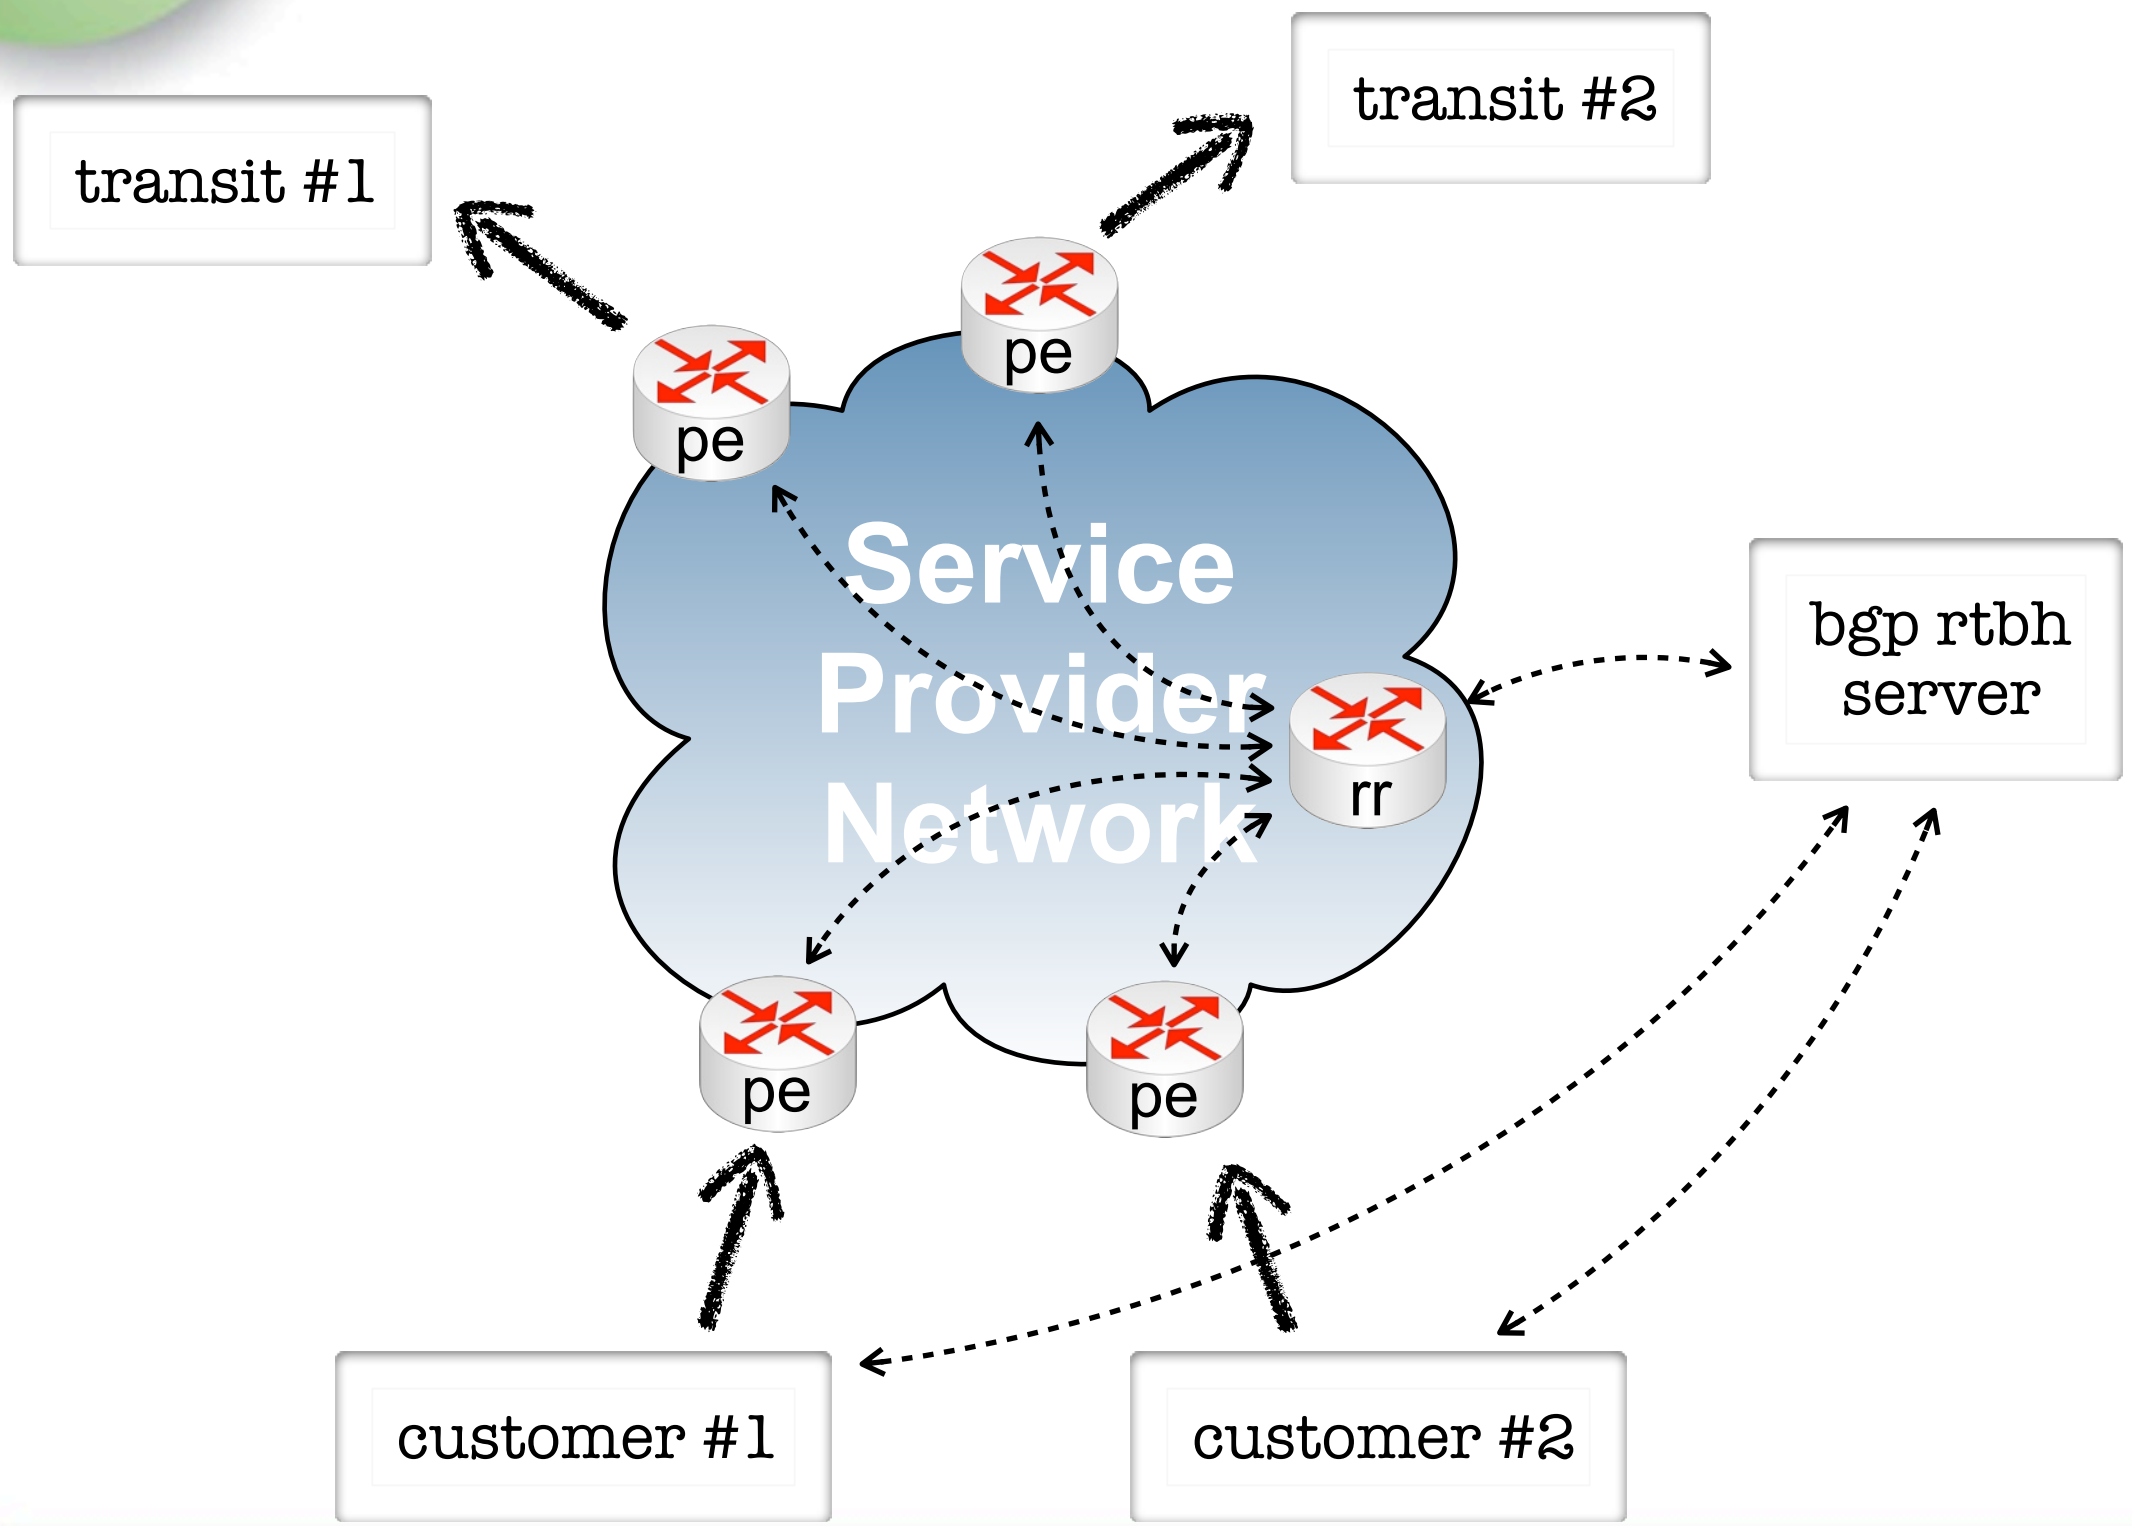 transit #2
transit #1
pe
pe
Service
Provider
Network
bgp rtbh
server
rr
pe
pe
customer #1
customer #2